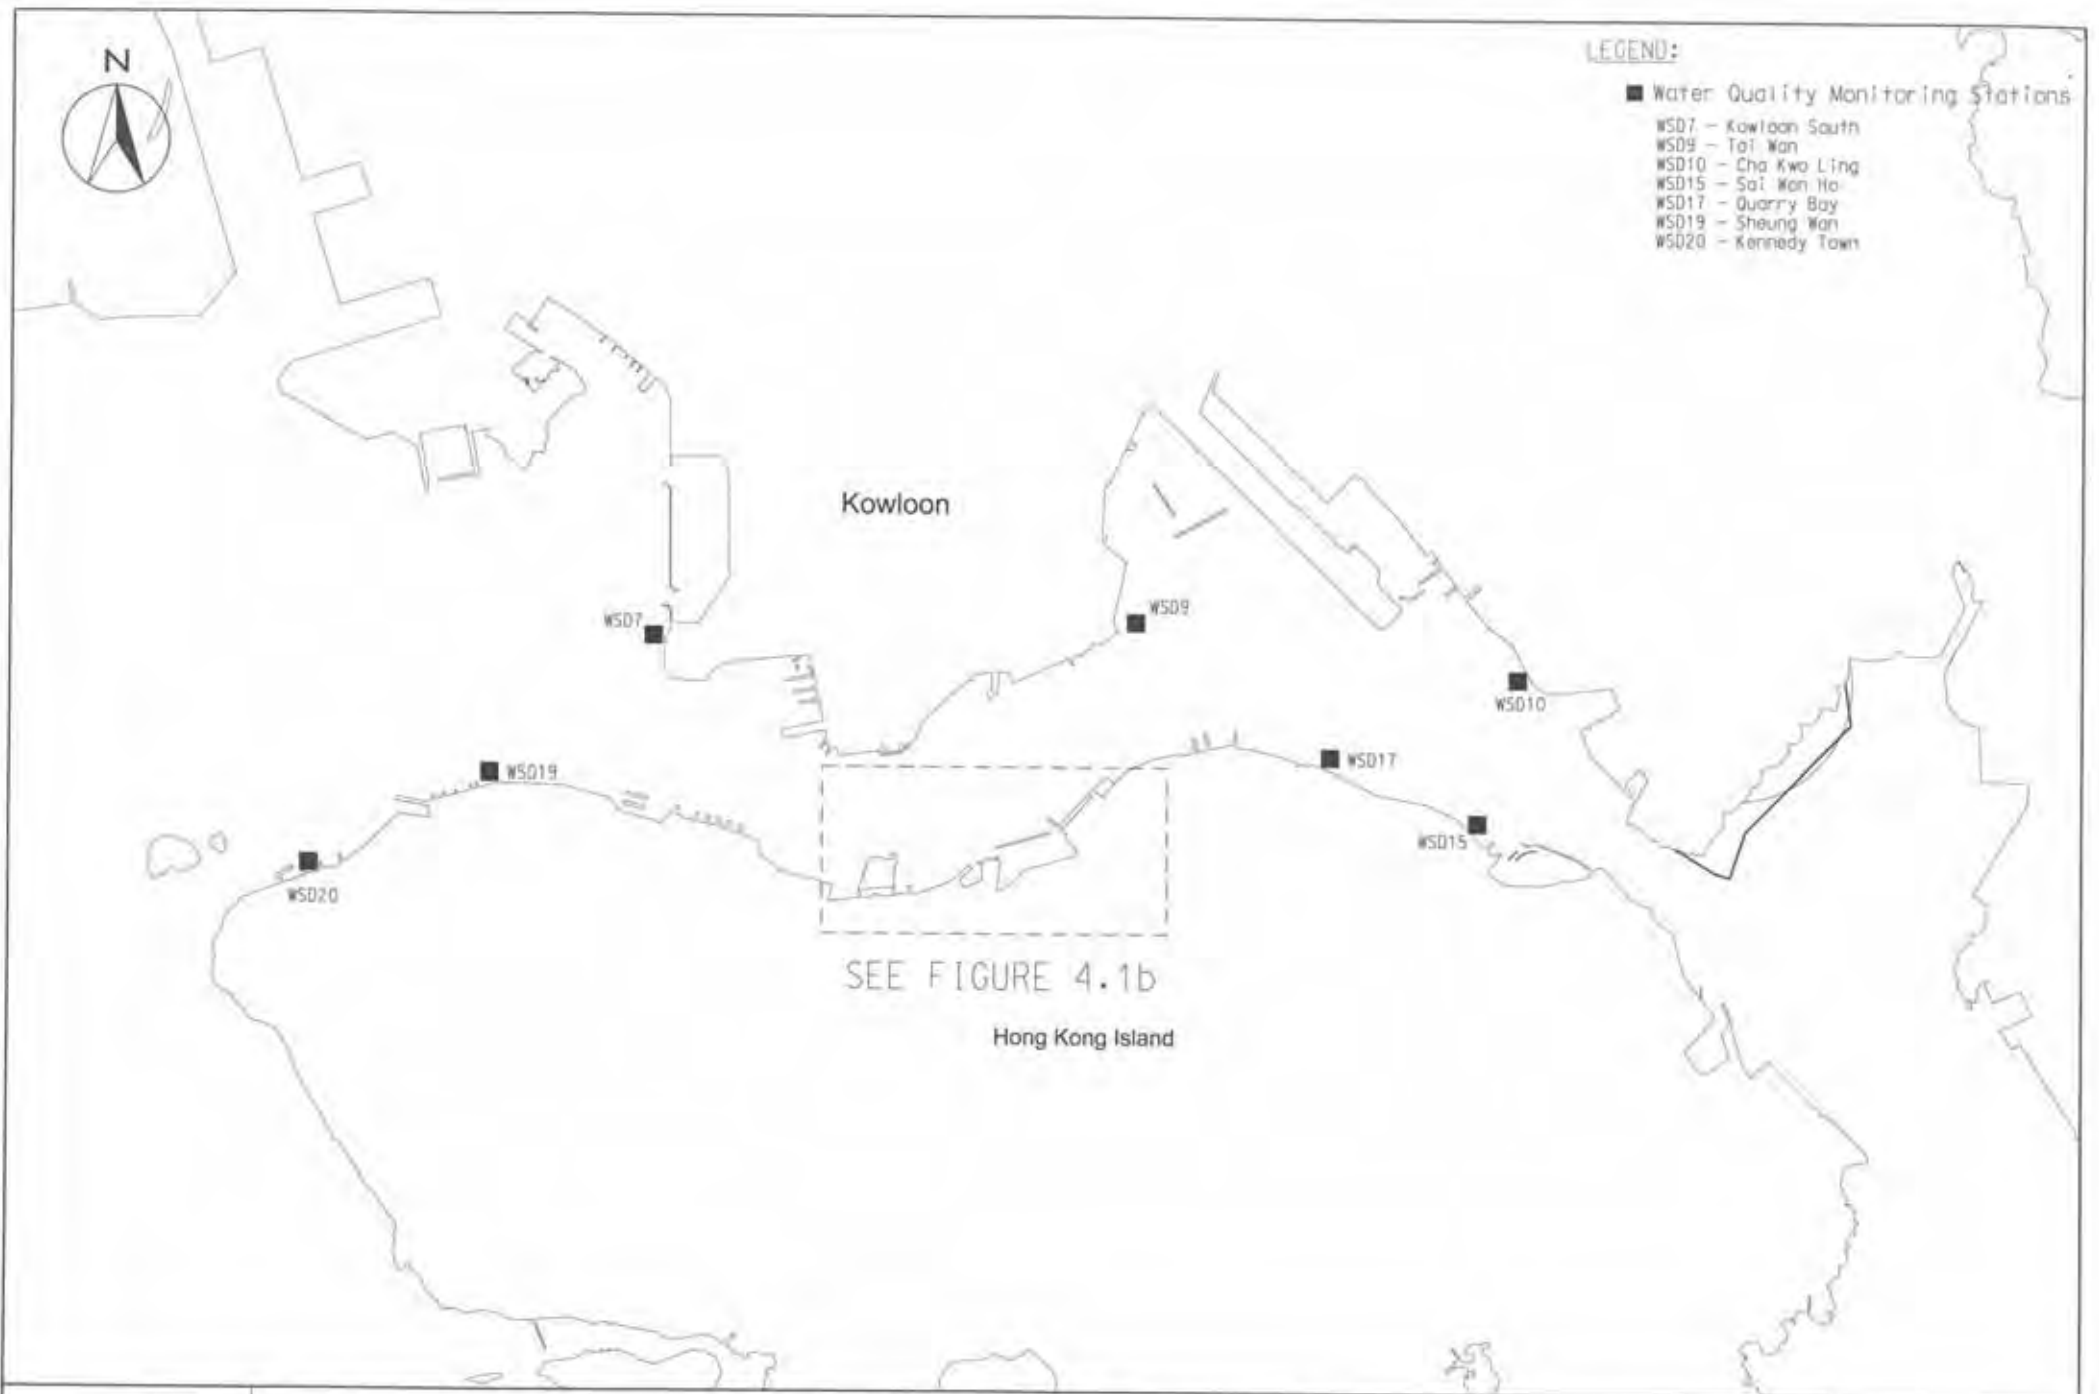 N
LEGEND:
Water Quality Monitoring Stations
WSD7 - Kowloon South
WSD9 - Tai Wan
WSD10 - Cha Kwo Ling
WSD15 - Sai Wan Ho
WSD17 - Quarry Bay
WSD19 - Sheung Wan
WSD20 - Kennedy Town
Kowloon
WSD7
WSD9
WSD10
WSD19
WSD17
WSD15
WSD20
SEE FIGURE 4.1b
Hong Kong Island